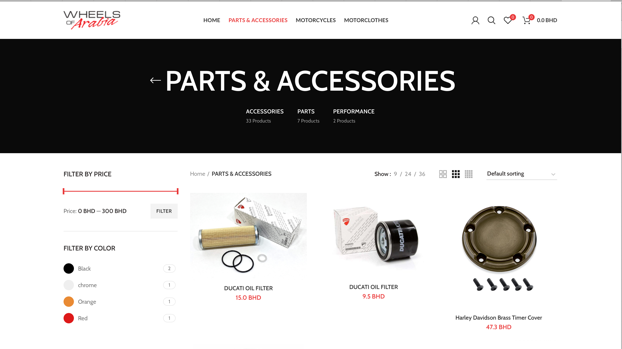 WHEELS
OF Arabia
HOME PARTS & ACCESSORIES MOTORCYCLES MOTORCLOTHES
0 0 0.0 BHD
PARTS & ACCESSORIES
ACCESSORIES PARTS PERFORMANCE
33 Products 7 Products 2 Products
FILTER BY PRICE
Home / PARTS & ACCESSORIES
Show : 9 / 24 / 36
Default sorting
Price: 0 BHD — 300 BHD
FILTER
FILTER BY COLOR
Black 2
chrome 1
Orange 1
Red 1
DUCATI
DUCATI OIL FILTER
15.0 BHD
DUCATI OIL FILTER
9.5 BHD
Harley Davidson Brass Timer Cover
47.3 BHD